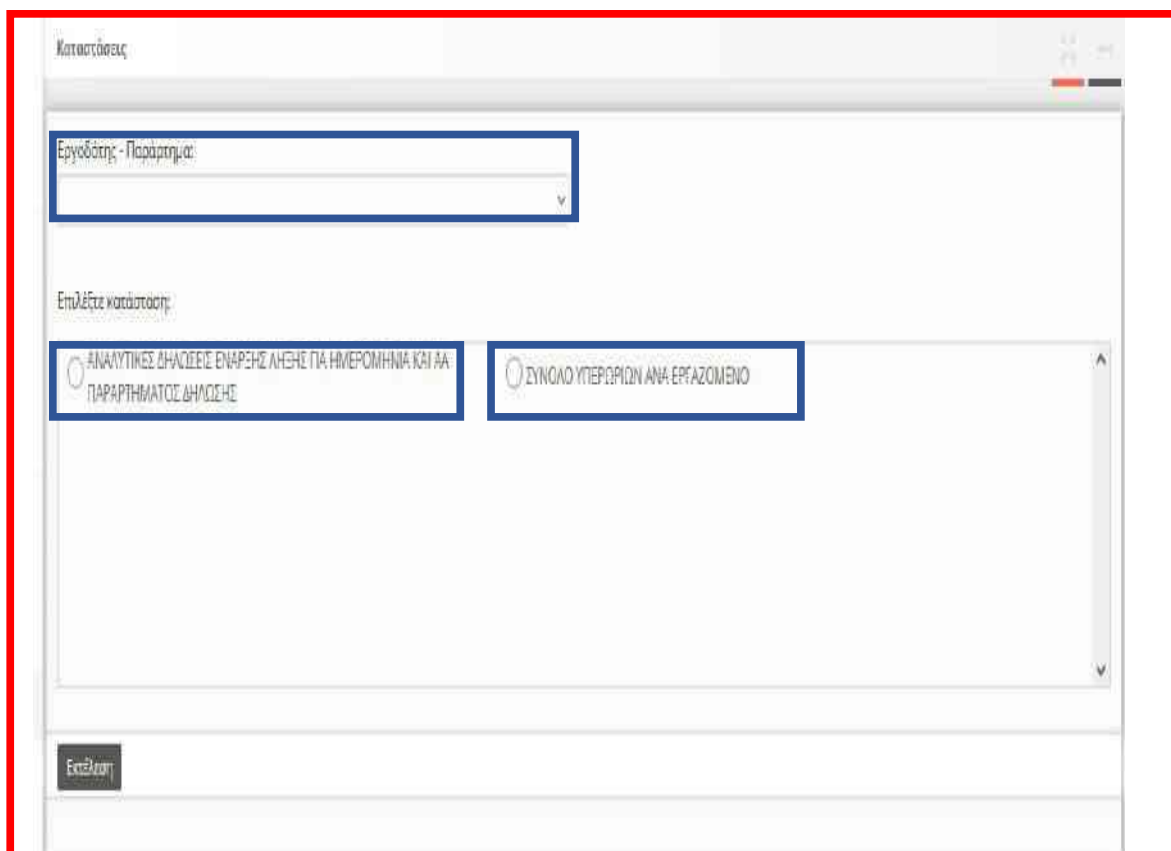 Καταστάσεις
Εργοδότης - Παράρτημα:
Επιλέξτε κατάσταση:
ΑΝΑΛΥΤΙΚΕΣ ΔΗΛΩΣΕΙΣ ΕΝΑΡΞΗΣ ΛΗΞΗΣ ΓΙΑ ΗΜΕΡΟΜΗΝΙΑ ΚΑΙ ΑΑ
ΠΑΡΑΡΤΗΜΑΤΟΣ ΔΗΛΩΣΗΣ
ΣΥΝΟΛΟ ΥΠΕΡΩΡΙΩΝ ΑΝΑ ΕΡΓΑΖΟΜΕΝΟ
Εκτέλεση